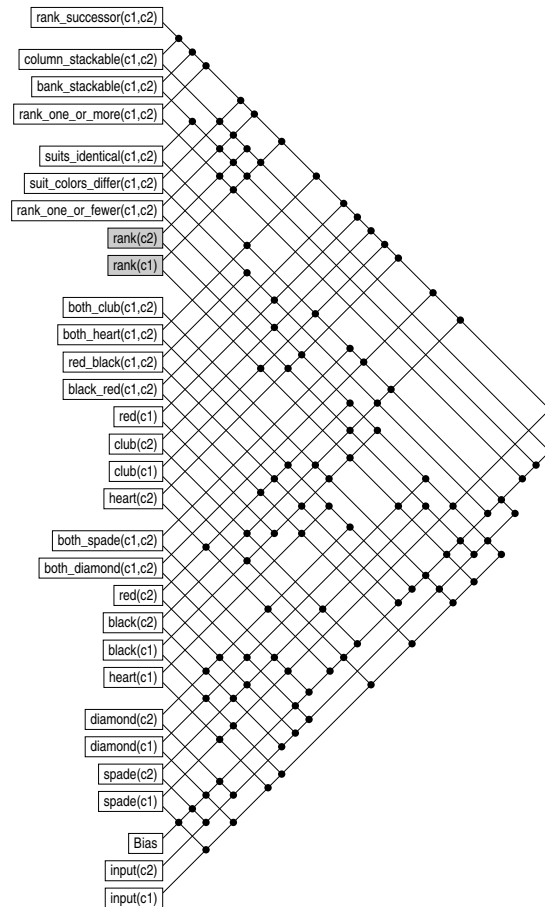 rank_successor(c1,c2)
column_stackable(c1,c2)
bank_stackable(c1,c2)
rank_one_or_more(c1,c2)
suits_identical(c1,c2)
suit_colors_differ(c1,c2)
rank_one_or_fewer(c1,c2)
rank(c2)
rank(c1)
both_club(c1,c2)
both_heart(c1,c2)
red_black(c1,c2)
black_red(c1,c2)
red(c1)
club(c2)
club(c1)
heart(c2)
both_spade(c1,c2)
both_diamond(c1,c2)
red(c2)
black(c2)
black(c1)
heart(c1)
diamond(c2)
diamond(c1)
spade(c2)
spade(c1)
Bias
input(c2)
input(c1)